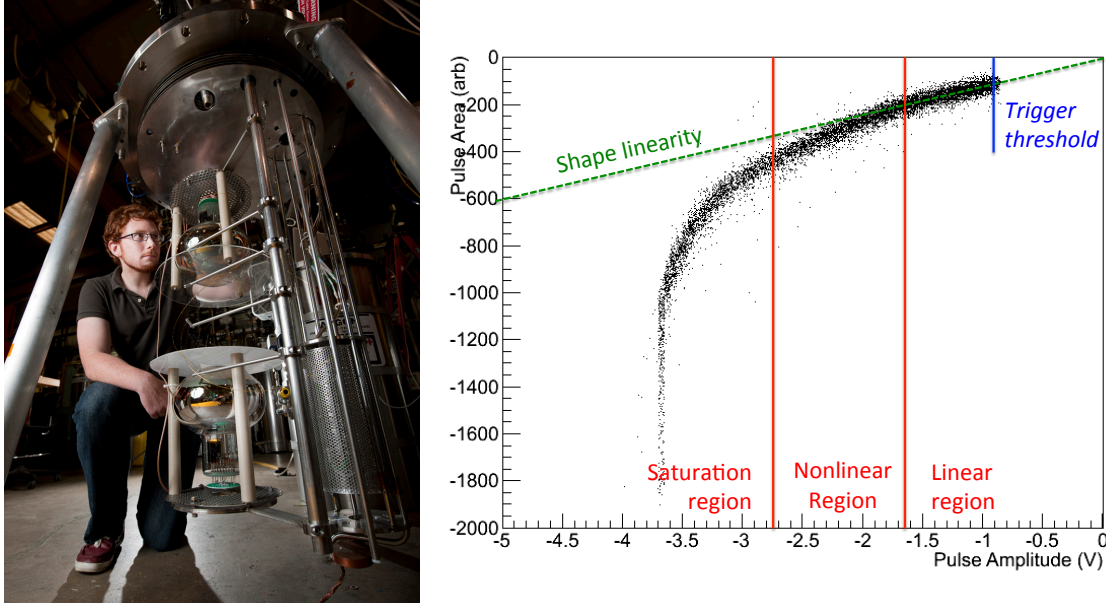 Pulse Area (arb)
0
-200
-400
-600
-800
-1000
-1200
-1400
-1600
-1800
-2000
Shape linearity
Trigger
threshold
Saturation
region
Nonlinear
Region
Linear
region
-5 -4.5 -4 -3.5 -3 -2.5 -2 -1.5 -1 -0.5 0
Pulse Amplitude (V)